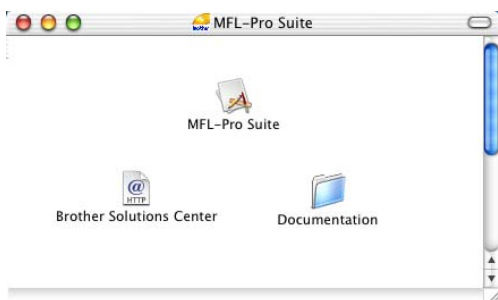 MFL-Pro Suite
MFL-Pro Suite
@
HTTP
Brother Solutions Center
Documentation